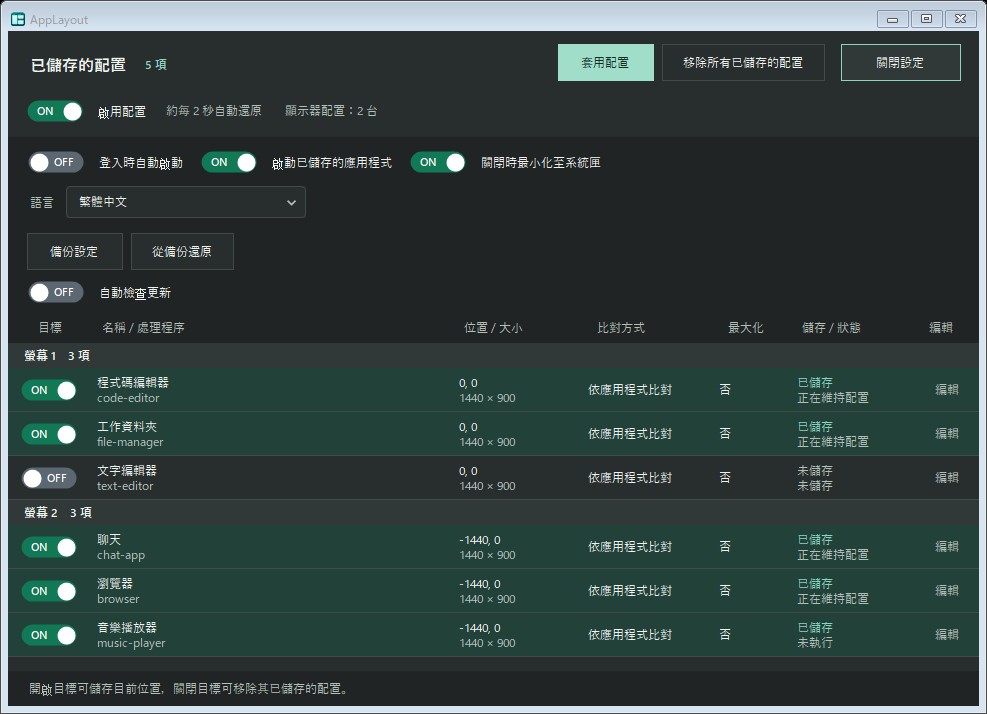 AppLayout
已儲存的配置 5 項
套用配置 移除所有已儲存的配置 關閉設定
ON 啟用配置 約每 2 秒自動還原 顯示器配置：2 台
OFF 登入時自動啟動 ON 啟動已儲存的應用程式 ON 關閉時最小化至系統匣
語言 繁體中文
備份設定 從備份還原
OFF 自動檢查更新
目標 名稱 / 處理程序 位置 / 大小 比對方式 最大化 儲存 / 狀態 編輯
螢幕 1 3 項
ON 程式碼編輯器 0, 0 依應用程式比對 否 已儲存 編輯
code-editor 1440 × 900 正在維持配置
ON 工作資料夾 0, 0 依應用程式比對 否 已儲存 編輯
file-manager 1440 × 900 正在維持配置
OFF 文字編輯器 0, 0 依應用程式比對 否 未儲存 編輯
text-editor 1440 × 900 未儲存
螢幕 2 3 項
ON 聊天 -1440, 0 依應用程式比對 否 已儲存 編輯
chat-app 1440 × 900 正在維持配置
ON 瀏覽器 -1440, 0 依應用程式比對 否 已儲存 編輯
browser 1440 × 900 正在維持配置
ON 音樂播放器 -1440, 0 依應用程式比對 否 已儲存 編輯
music-player 1440 × 900 未執行
開啟目標可儲存目前位置，關閉目標可移除其已儲存的配置。